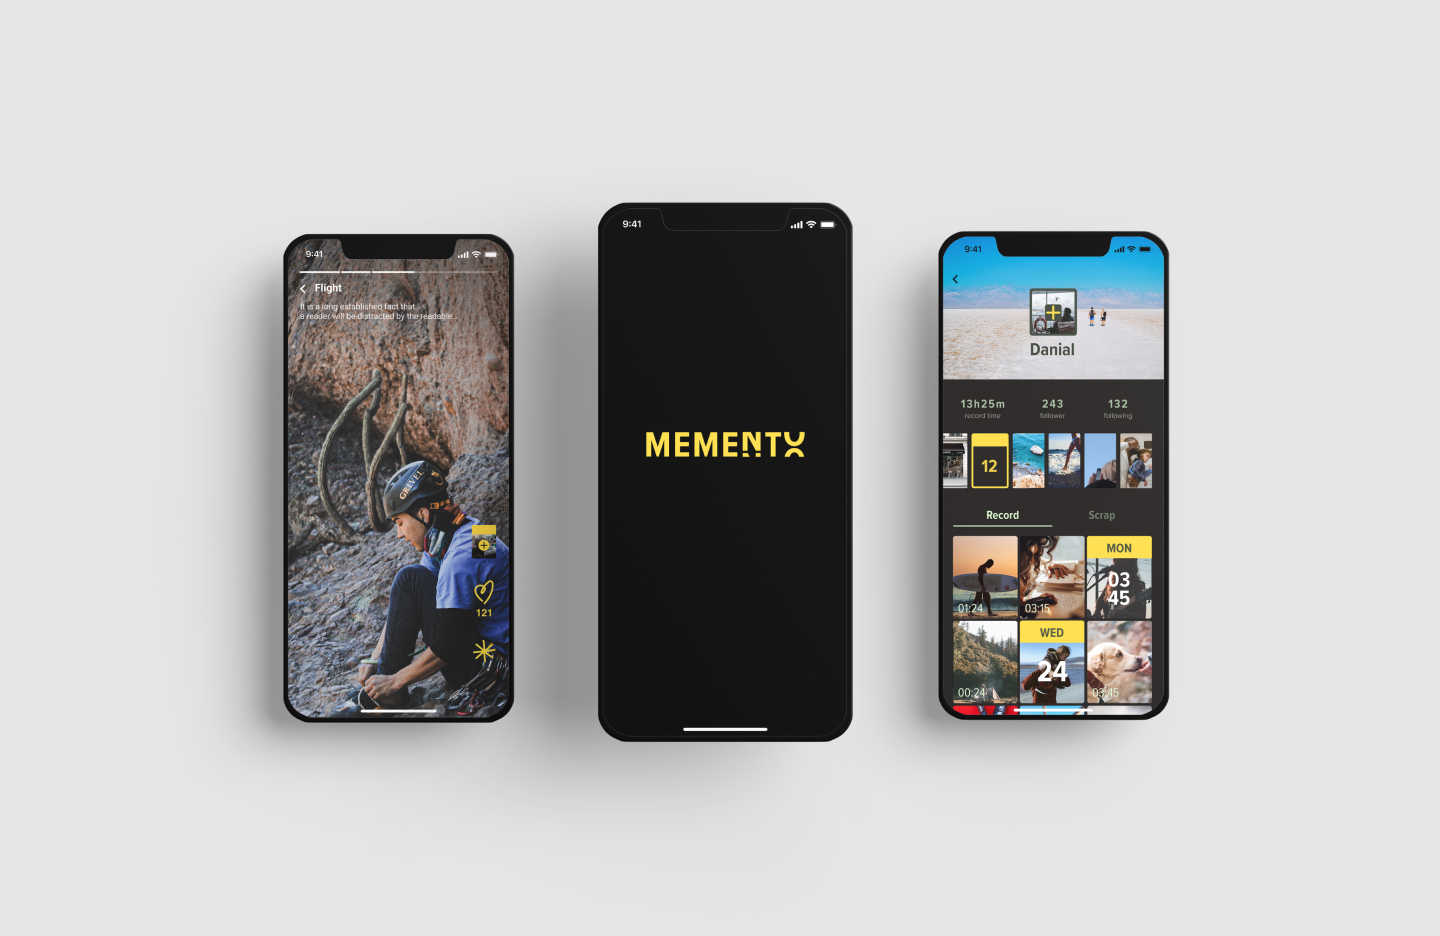 9:41
Flight
It is a long established fact that
a reader will be distracted by the readable...
GRIVEL
121
9:41
MEMENTO
9:41
Danial
13h25m 243 132
record time follower following
12
Record Scrap
MON
01:24 03:15 03
45
WED
00:24 24 03:45